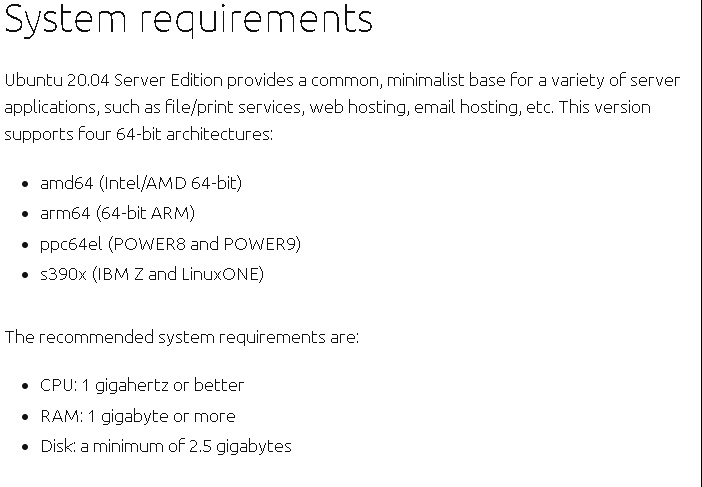 System requirements
Ubuntu 20.04 Server Edition provides a common, minimalist base for a variety of server
applications, such as file/print services, web hosting, email hosting, etc. This version
supports four 64-bit architectures:
• amd64 (Intel/AMD 64-bit)
• arm64 (64-bit ARM)
• ppc64el (POWER8 and POWER9)
• s390x (IBM Z and LinuxONE)
The recommended system requirements are:
• CPU: 1 gigahertz or better
• RAM: 1 gigabyte or more
• Disk: a minimum of 2.5 gigabytes